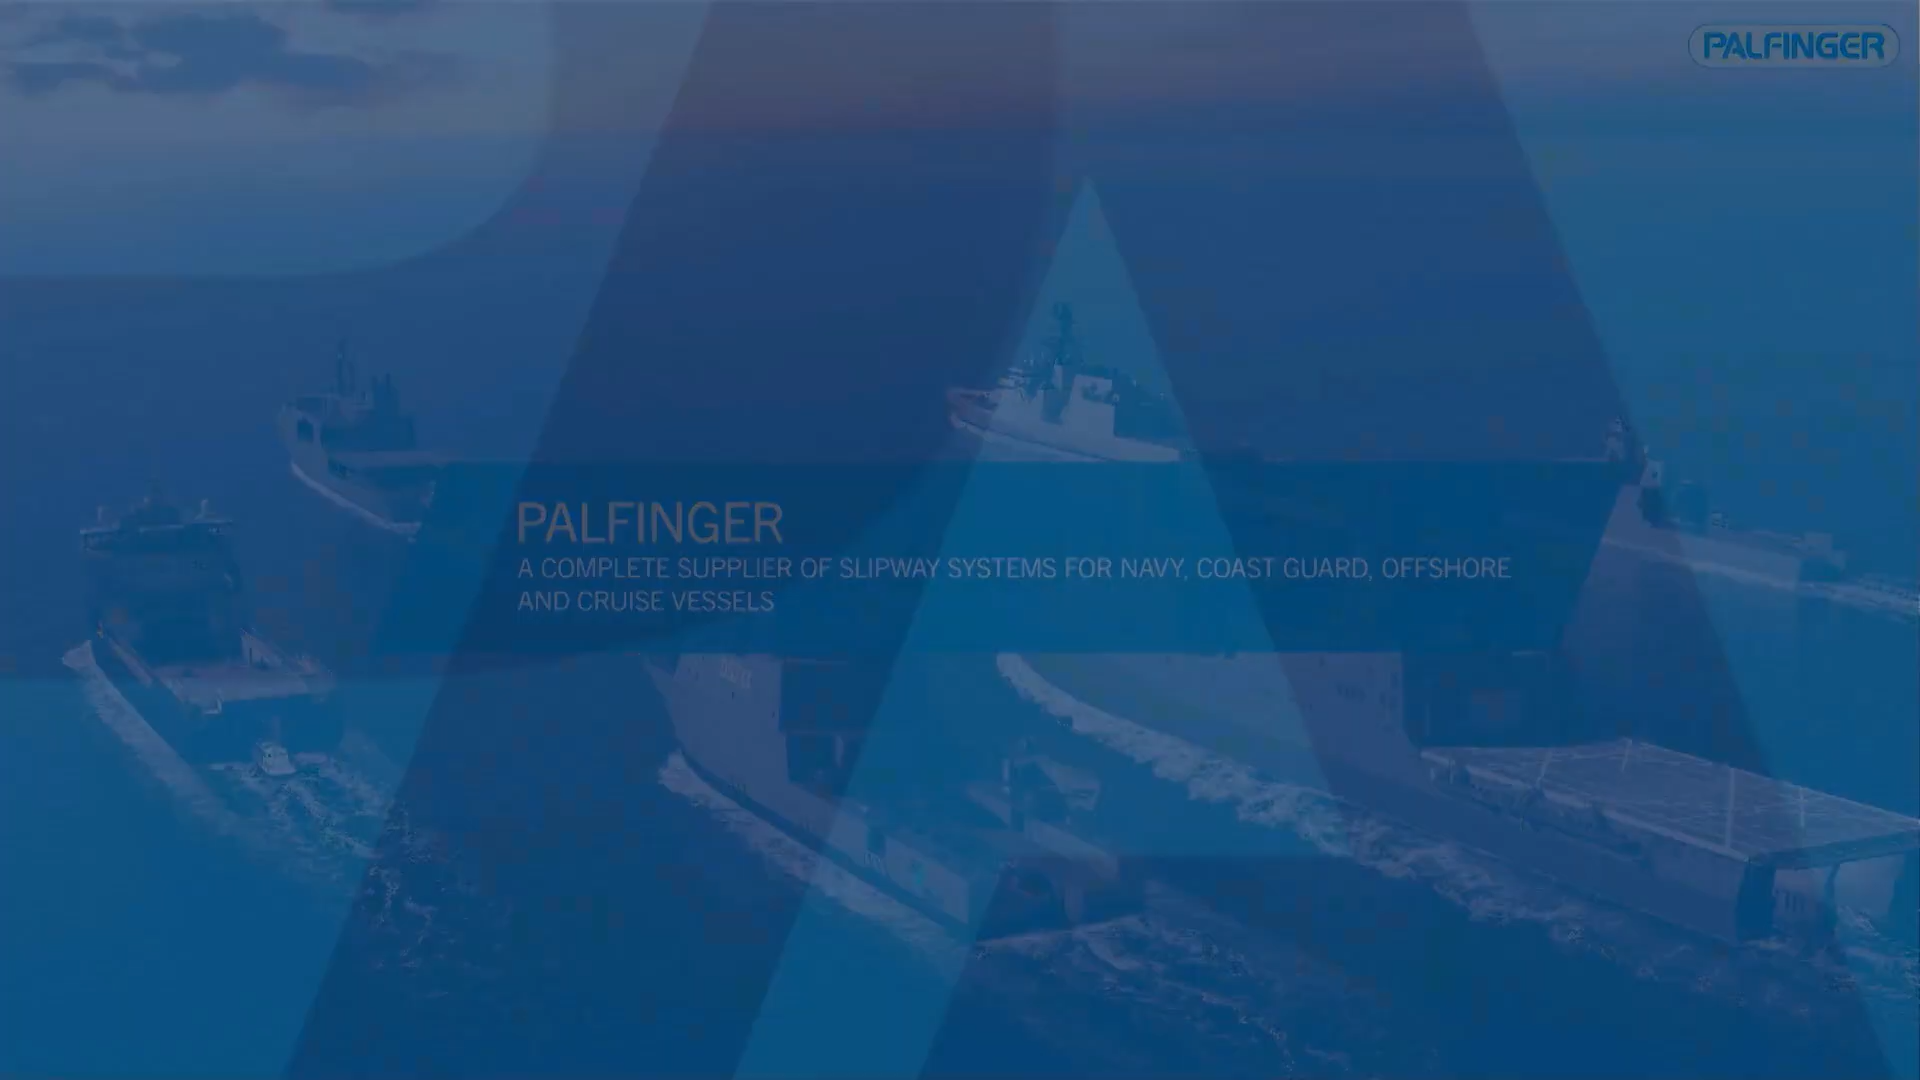 PALFINGER
PALFINGER
A COMPLETE SUPPLIER OF SLIPWAY SYSTEMS FOR NAVY, COAST GUARD, OFFSHORE
AND CRUISE VESSELS